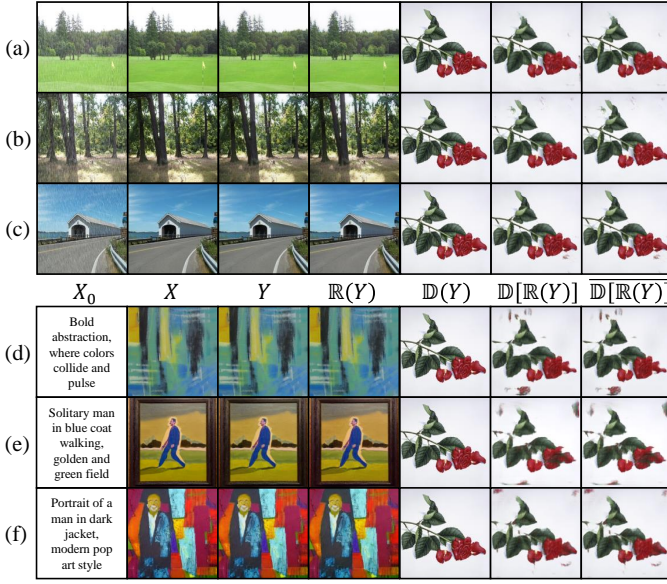 (a)
(b)
(c)
X₀ X Y ℝ(Y) 𝔻(Y) 𝔻[ℝ(Y)] \overline{𝔻[ℝ(Y)]}
(d)
Bold
abstraction,
where colors
collide and
pulse
(e)
Solitary man
in blue coat
walking,
golden and
green field
(f)
Portrait of a
man in dark
jacket,
modern pop
art style